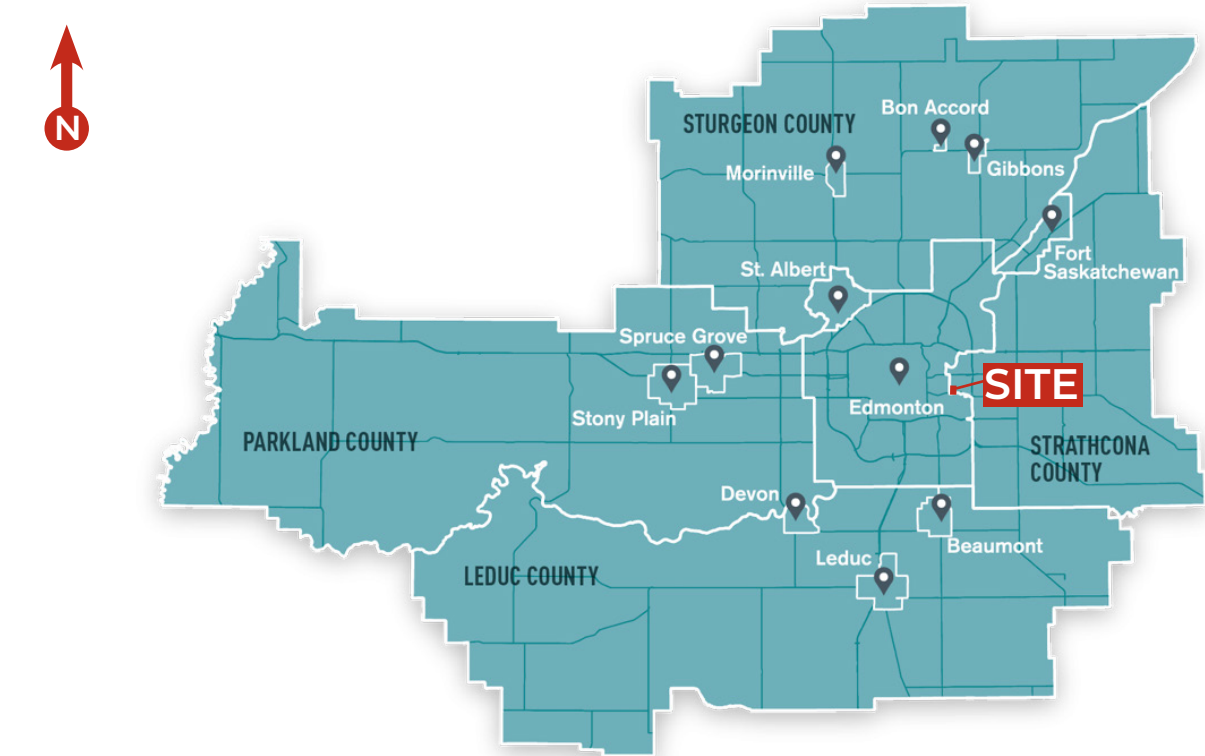 N
Bon Accord
STURGEON COUNTY
Gibbons
Morinville
Fort
Saskatchewan
St. Albert
Spruce Grove
SITE
Edmonton
Stony Plain
PARKLAND COUNTY
STRATHCONA
COUNTY
Devon
Beaumont
Leduc
LEDUC COUNTY